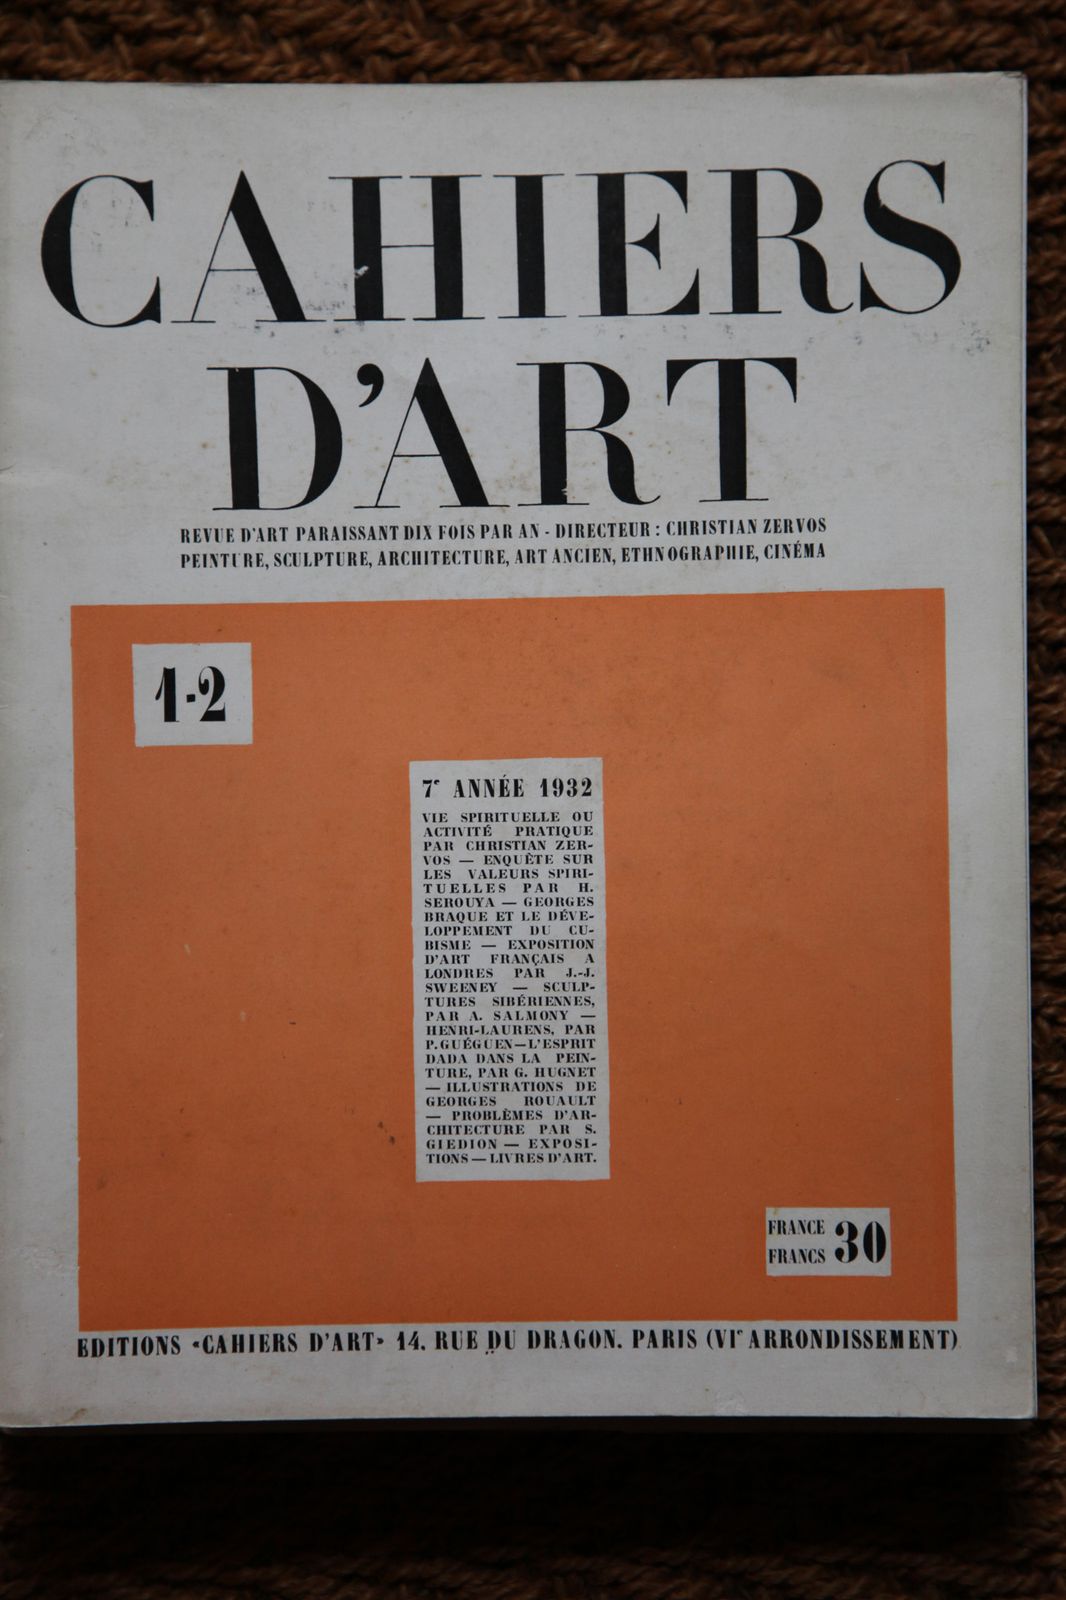 CAHIERS
D'ART
REVUE D'ART PARAISSANT DIX FOIS PAR AN - DIRECTEUR : CHRISTIAN ZERVOS
PEINTURE, SCULPTURE, ARCHITECTURE, ART ANCIEN, ETHNOGRAPHIE, CINÉMA
1-2
7e ANNÉE 1932
VIE SPIRITUELLE OU
ACTIVITÉ PRATIQUE
PAR CHRISTIAN ZER-
VOS — ENQUÊTE SUR
LES VALEURS SPIRI-
TUELLES PAR H.
SEROUYA — GEORGES
BRAQUE ET LE DÉVE-
LOPPEMENT DU CU-
BISME — EXPOSITION
D'ART FRANÇAIS A
LONDRES PAR J.-J.
SWEENEY — SCULP-
TURES SIBÉRIENNES,
PAR A. SALMONY —
HENRI-LAURENS, PAR
P. GUÉGUEN — L'ESPRIT
DADA DANS LA PEIN-
TURE, PAR G. HUGNET
— ILLUSTRATIONS DE
GEORGES ROUAULT
— PROBLÈMES D'AR-
CHITECTURE PAR S.
GIEDION — EXPOSI-
TIONS — LIVRES D'ART.
FRANCE
FRANCS 30
EDITIONS «CAHIERS D'ART» 14, RUE DU DRAGON. PARIS (VIe ARRONDISSEMENT)